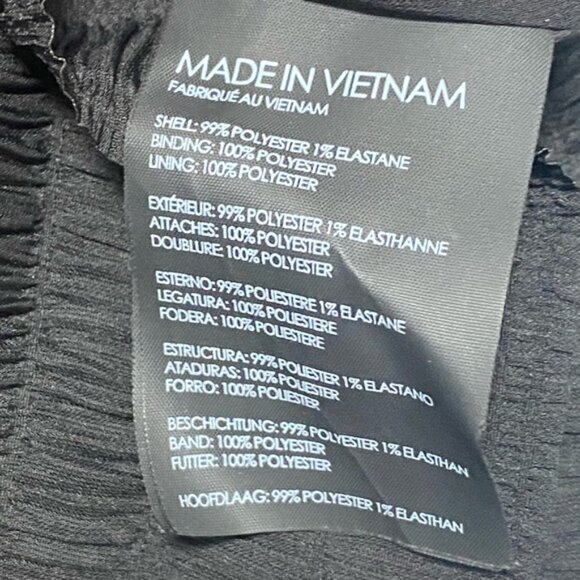 MADE IN VIETNAM
FABRIQUÉ AU VIETNAM
SHELL: 99% POLYESTER 1% ELASTANE
BINDING: 100% POLYESTER
LINING: 100% POLYESTER
EXTÉRIEUR: 99% POLYESTER 1% ELASTHANNE
ATTACHES: 100% POLYESTER
DOUBLURE: 100% POLYESTER
ESTERNO: 99% POLIESTERE 1% ELASTANE
LEGATURA: 100% POLIESTERE
FODERA: 100% POLIESTERE
ESTRUCTURA: 99% POLYESTER 1% ELASTANO
ATADURAS: 100% POLYESTER
FORRO: 100% POLYESTER
BESCHICHTUNG: 99% POLYESTER 1% ELASTHAN
BAND: 100% POLYESTER
FUTTER: 100% POLYESTER
HOOFDLAAG: 99% POLYESTER 1% ELASTHAN